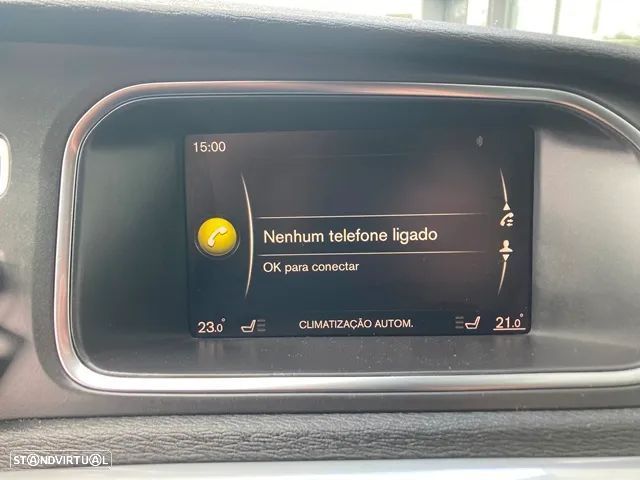 15:00
Nenhum telefone ligado
OK para conectar
23.0
CLIMATIZAÇÃO AUTOM.
21.0
STANDVIRTUAL